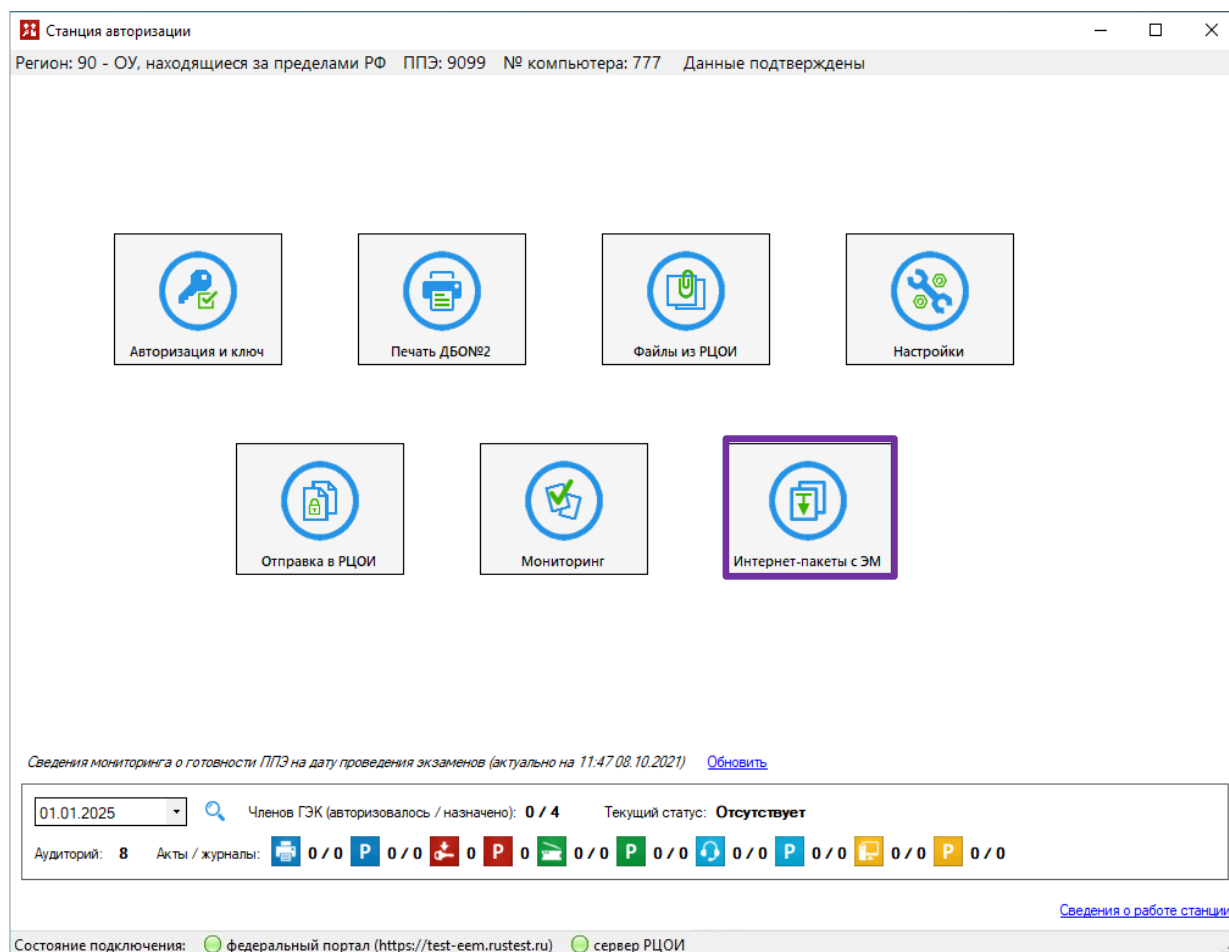 Станция авторизации
Регион: 90 - ОУ, находящиеся за пределами РФ ППЭ: 9099 № компьютера: 777 Данные подтверждены
Авторизация и ключ
Печать ДБО№2
Файлы из РЦОИ
Настройки
Отправка в РЦОИ
Мониторинг
Интернет-пакеты с ЭМ
Сведения мониторинга о готовности ППЭ на дату проведения экзаменов (актуально на 11:47 08.10.2021) Обновить
01.01.2025 Членов ГЭК (авторизовалось / назначено): 0 / 4 Текущий статус: Отсутствует
Аудиторий: 8 Акты / журналы: 0 / 0 P 0 / 0 0 P 0 0 / 0 P 0 / 0 0 / 0 P 0 / 0 0 / 0 P 0 / 0
Сведения о работе станции
Состояние подключения: федеральный портал (https://test-eem.rustest.ru) сервер РЦОИ